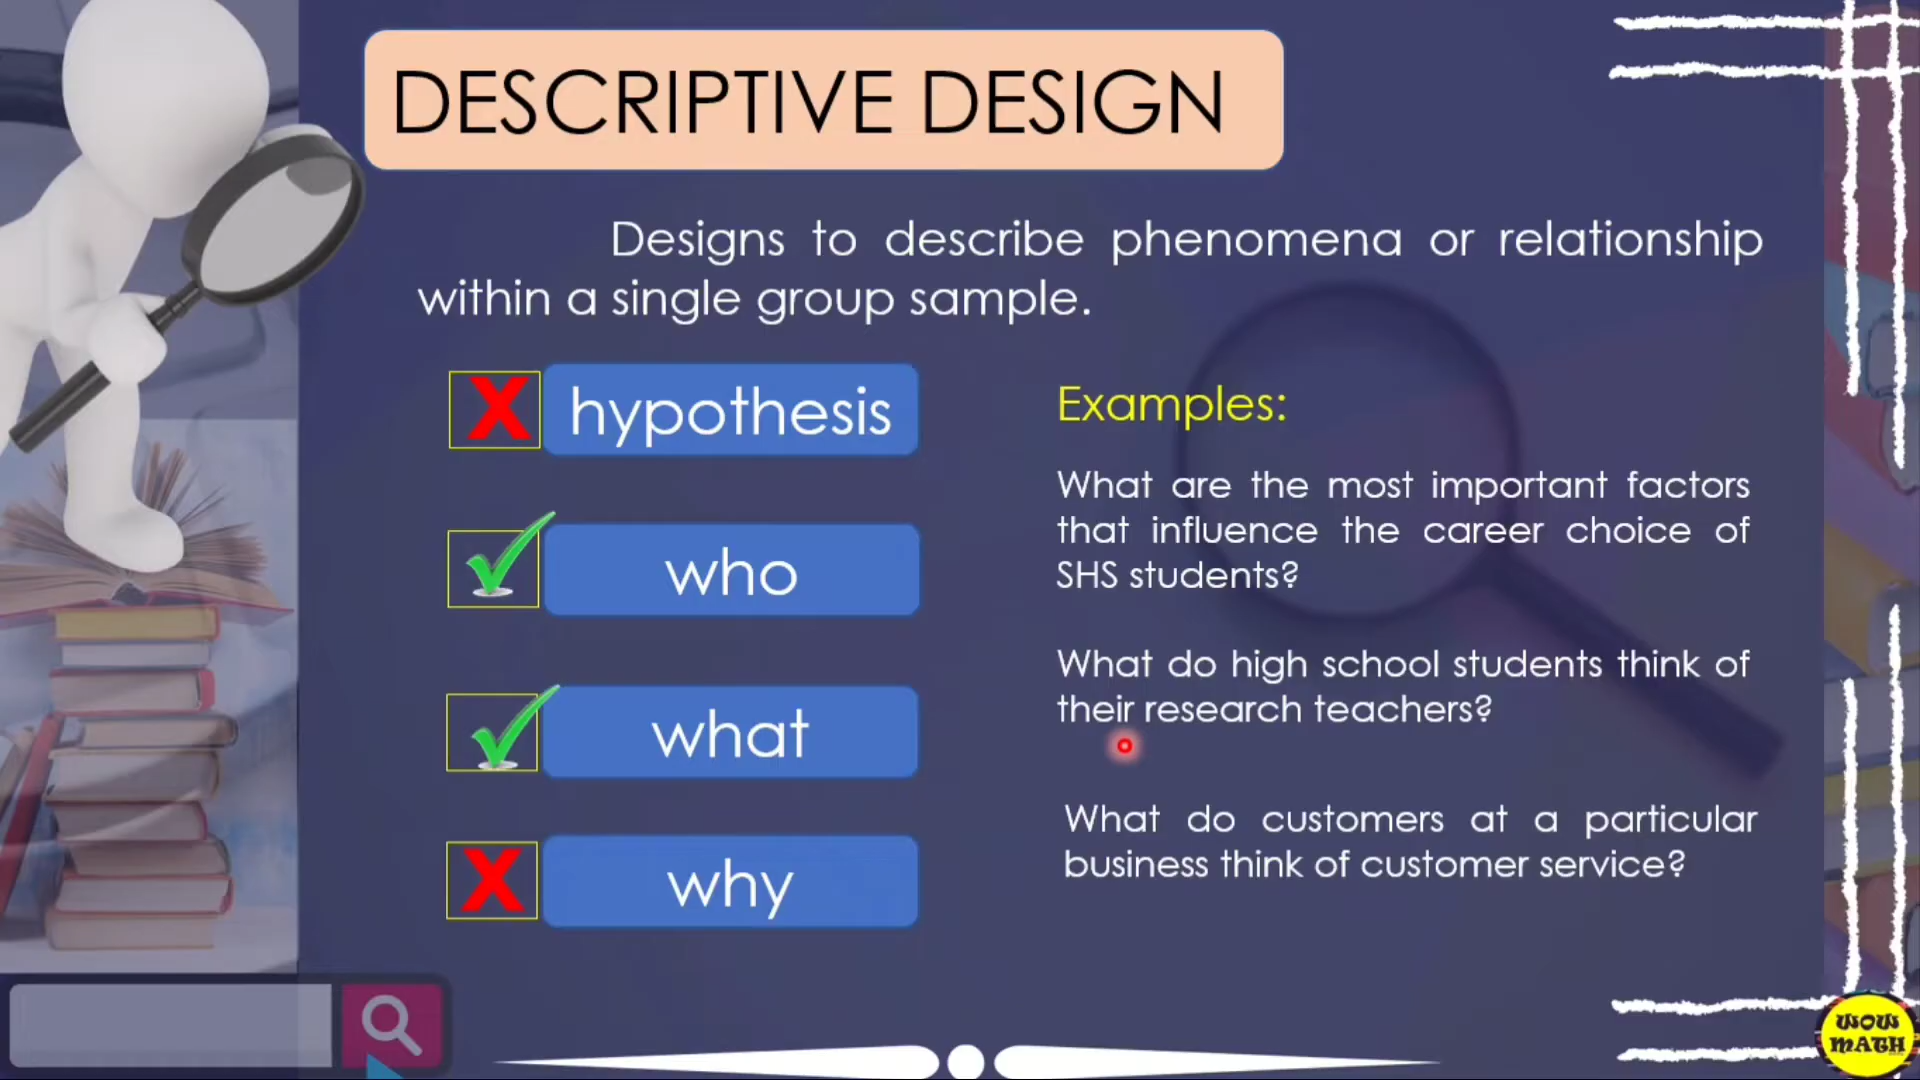 DESCRIPTIVE DESIGN
Designs to describe phenomena or relationship
within a single group sample.
X hypothesis
who
what
X why
Examples:
What are the most important factors
that influence the career choice of
SHS students?
What do high school students think of
their research teachers?
What do customers at a particular
business think of customer service?
WOW
MATH